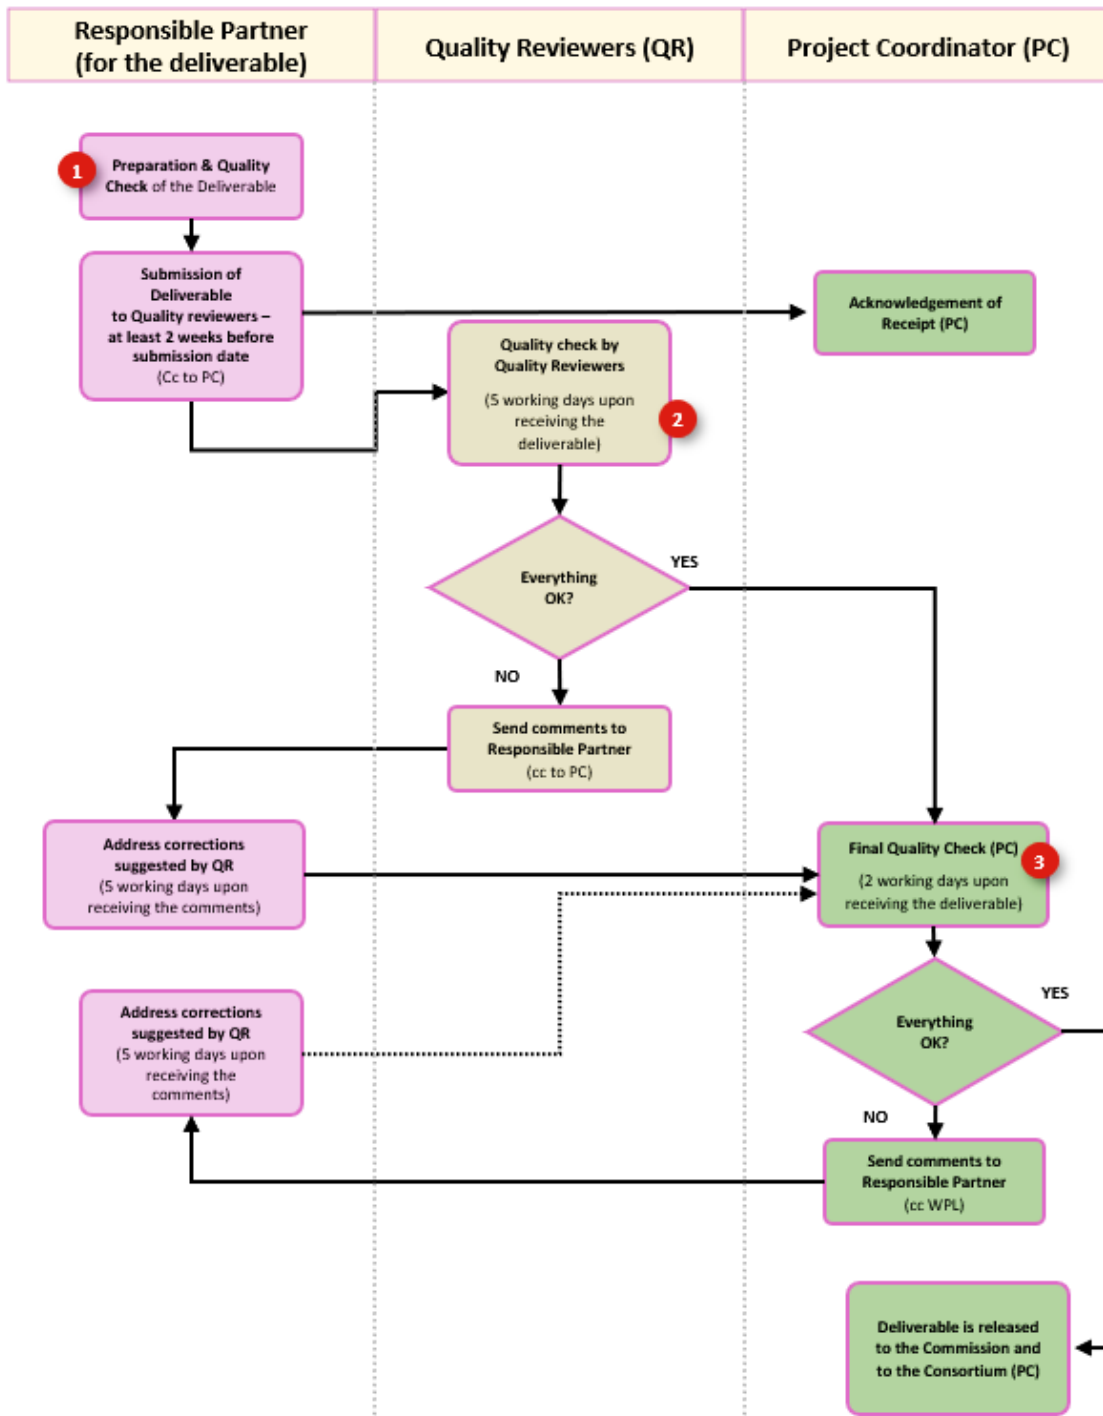 Responsible Partner
(for the deliverable)
Quality Reviewers (QR)
Project Coordinator (PC)
1
Preparation & Quality
Check of the Deliverable
Submission of
Deliverable
to Quality reviewers –
at least 2 weeks before
submission date
(Cc to PC)
Acknowledgement of
Receipt (PC)
Quality check by
Quality Reviewers
(5 working days upon
receiving the
deliverable)
2
Everything
OK?
YES
NO
Send comments to
Responsible Partner
(cc to PC)
Address corrections
suggested by QR
(5 working days upon
receiving the comments)
Final Quality Check (PC)
(2 working days upon
receiving the deliverable)
3
Address corrections
suggested by QR
(5 working days upon
receiving the
comments)
Everything
OK?
YES
NO
Send comments to
Responsible Partner
(cc WPL)
Deliverable is released
to the Commission and
to the Consortium (PC)